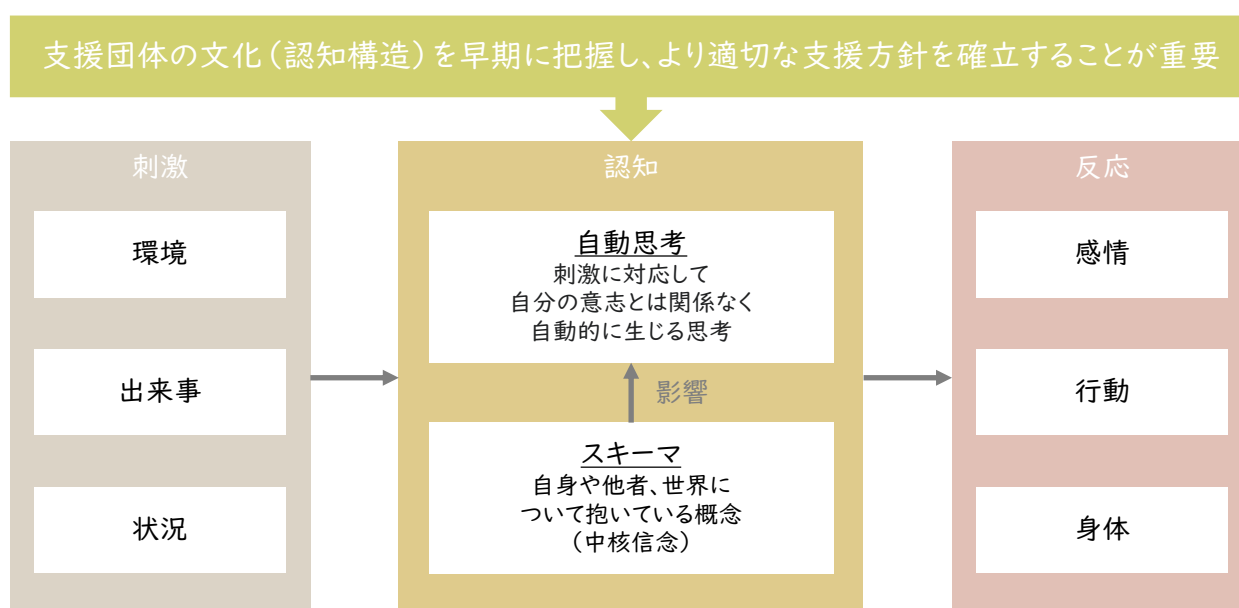 支援団体の文化(認知構造)を早期に把握し、より適切な支援方針を確立することが重要
刺激
環境
出来事
状況
認知
自動思考
刺激に対応して
自分の意志とは関係なく
自動的に生じる思考
影響
スキーマ
自身や他者、世界に
ついて抱いている概念
(中核信念)
反応
感情
行動
身体